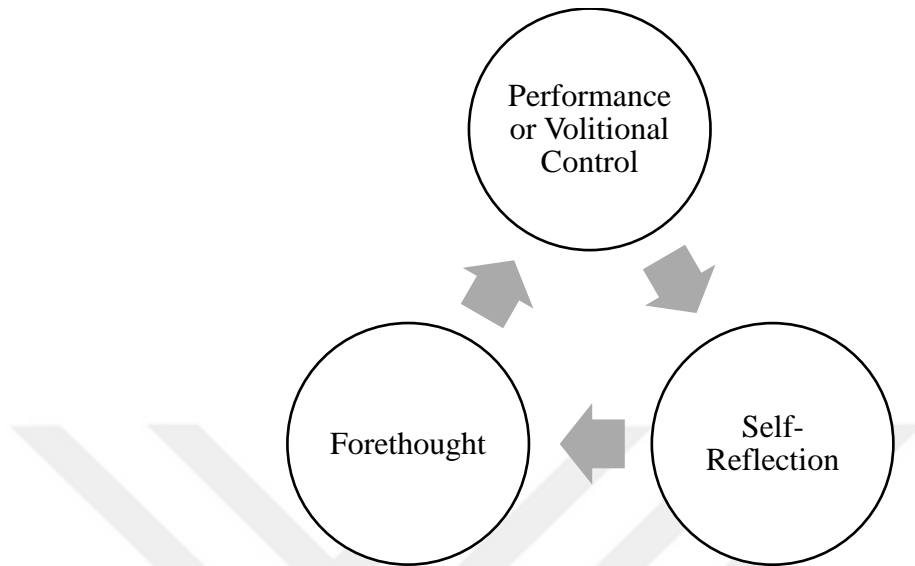 Performance
or Volitional
Control
Forethought
Self-
Reflection